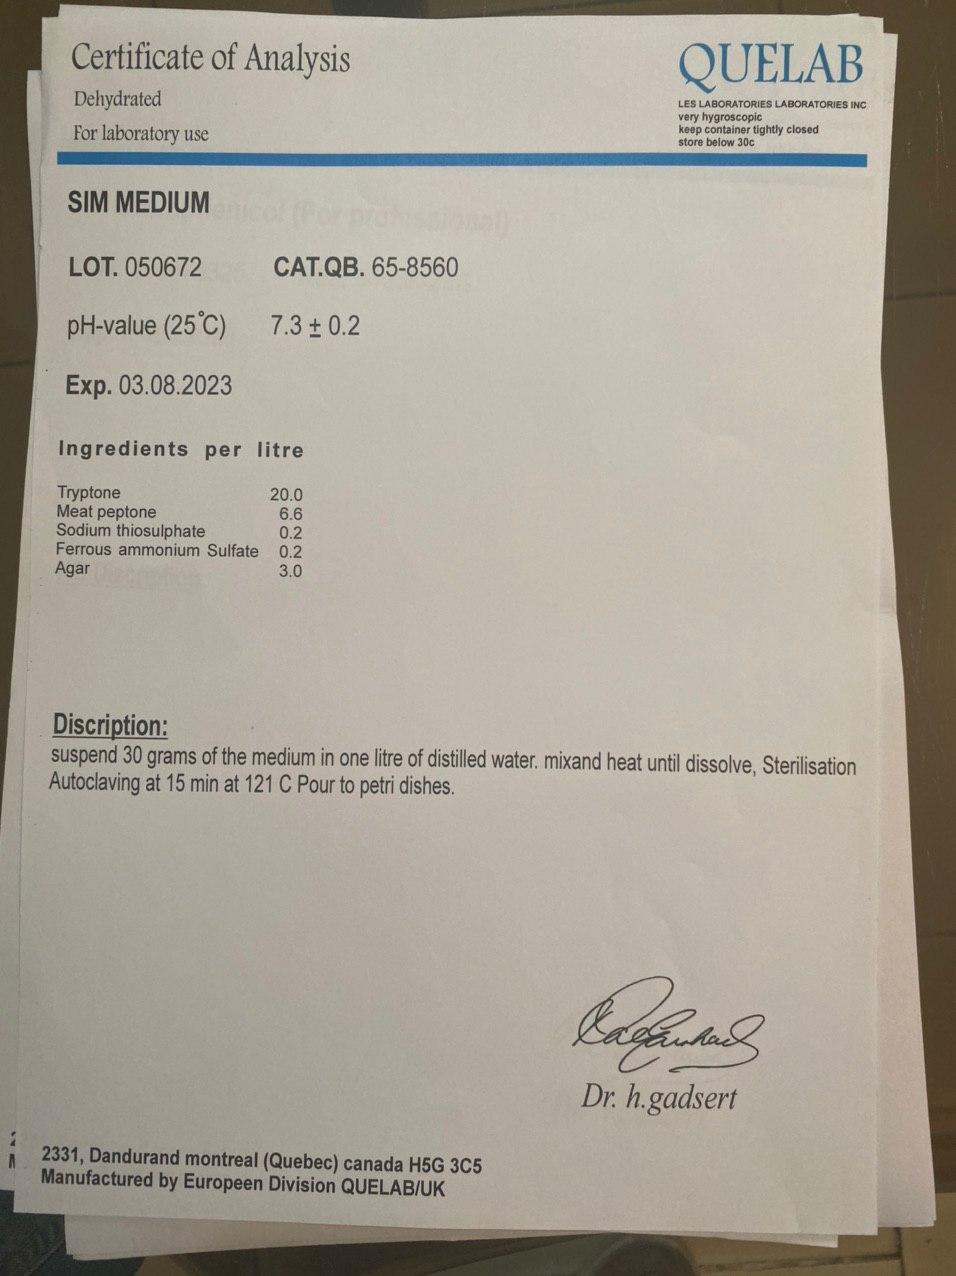 Certificate of Analysis
Dehydrated
For laboratory use
QUELAB
LES LABORATORIES LABORATORIES INC
very hygroscopic
keep container tightly closed
store below 30c
SIM MEDIUM
LOT. 050672 CAT.QB. 65-8560
pH-value (25°C) 7.3 ± 0.2
Exp. 03.08.2023
Ingredients per litre
Tryptone 20.0
Meat peptone 6.6
Sodium thiosulphate 0.2
Ferrous ammonium Sulfate 0.2
Agar 3.0
Discription:
suspend 30 grams of the medium in one litre of distilled water. mixand heat until dissolve, Sterilisation
Autoclaving at 15 min at 121 C Pour to petri dishes.
Dr. h.gadsert
2331, Dandurand montreal (Quebec) canada H5G 3C5
Manufactured by Europeen Division QUELAB/UK